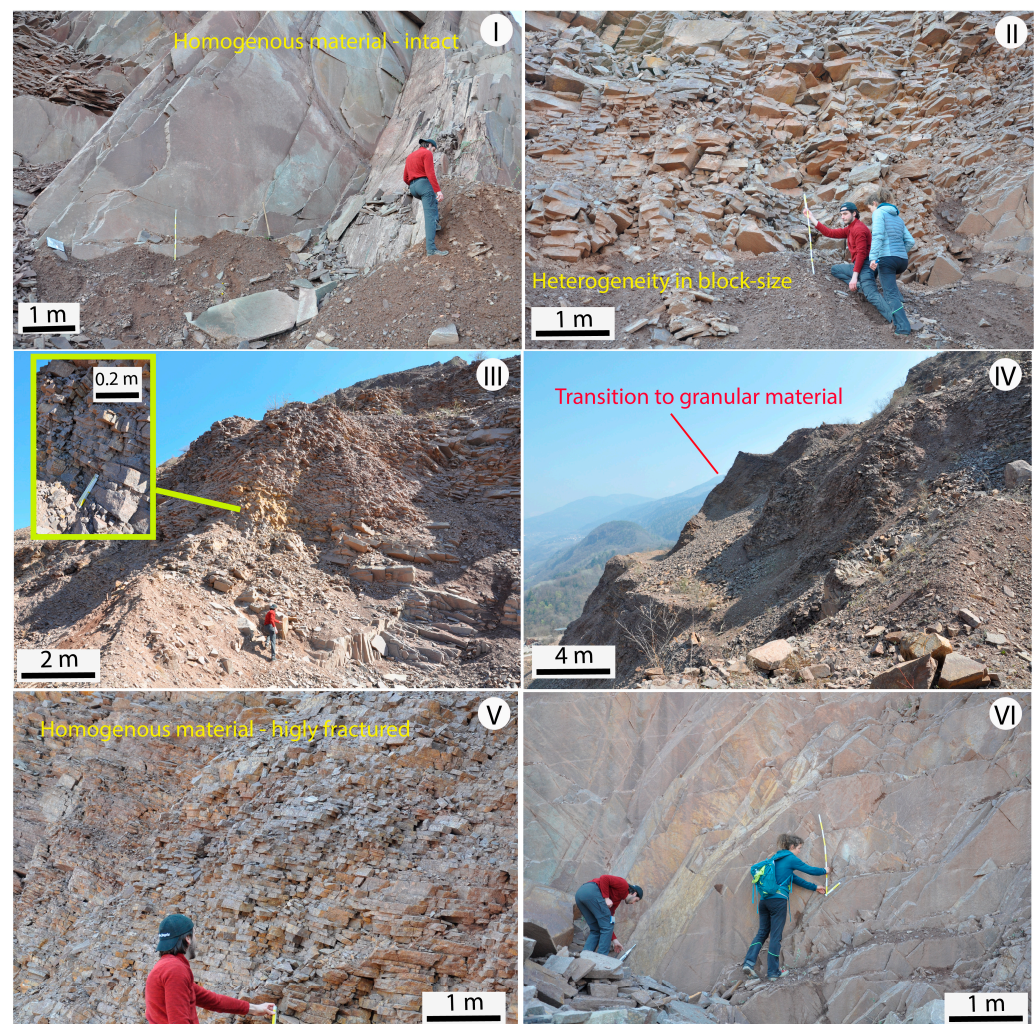 Homogenous material - intact
I
1 m
II
Heterogeneity in block-size
1 m
0.2 m
III
2 m
Transition to granular material
IV
4 m
Homogenous material - higly fractured
V
1 m
VI
1 m